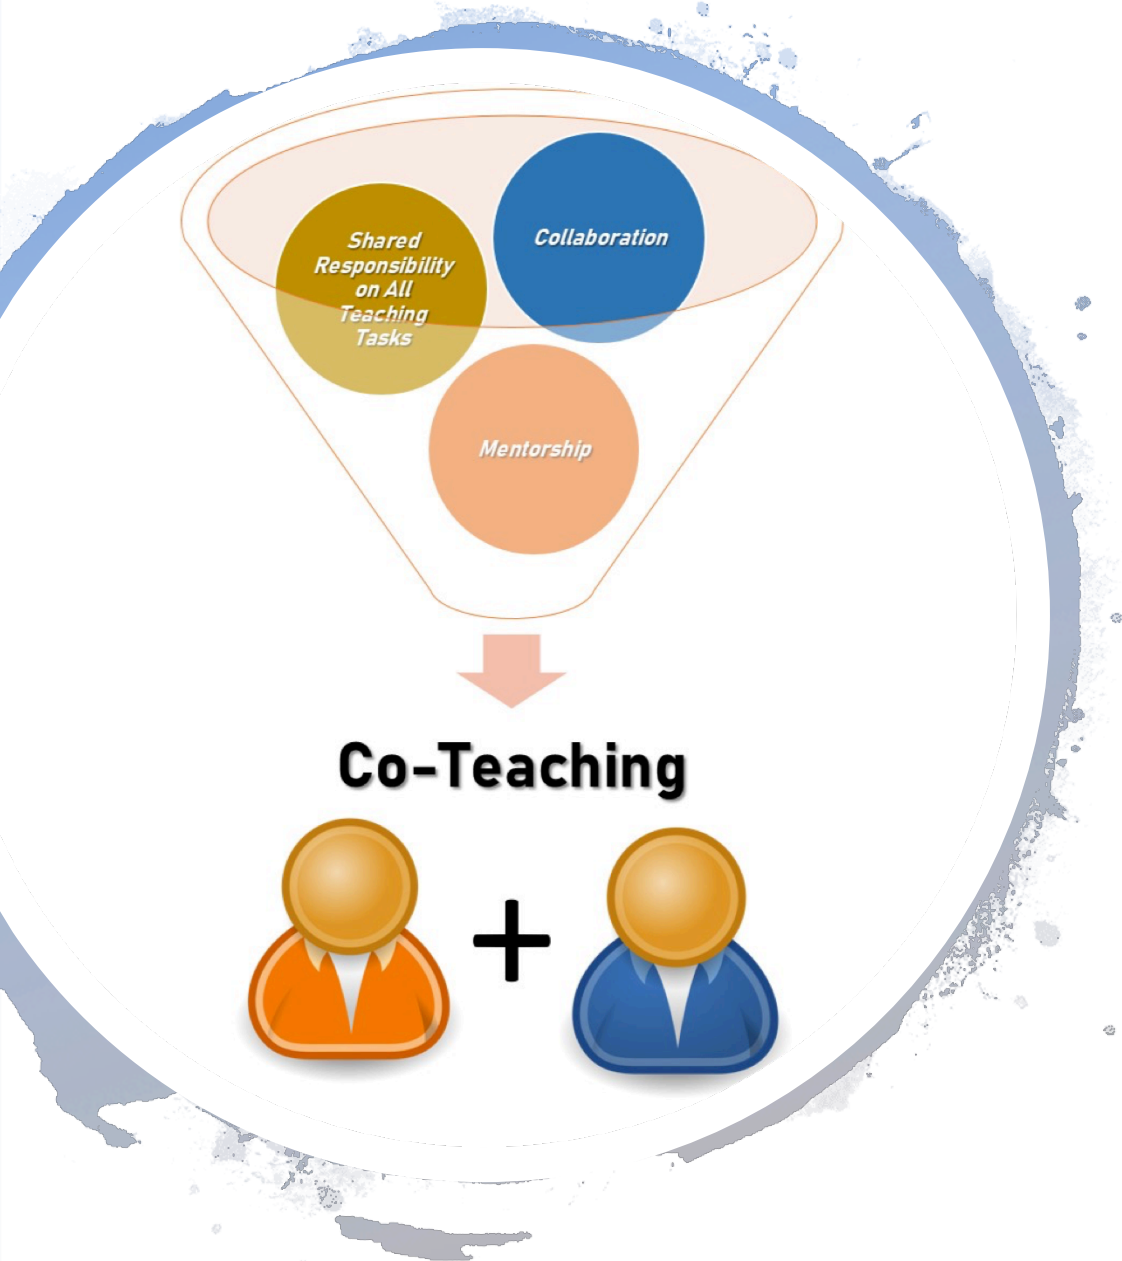 Shared
Responsibility
on All
Teaching
Tasks
Collaboration
Mentorship
Co-Teaching
+